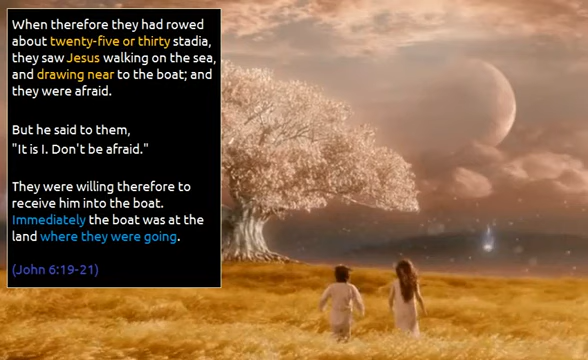 When therefore they had rowed
about twenty-five or thirty stadia,
they saw Jesus walking on the sea,
and drawing near to the boat; and
they were afraid.
But he said to them,
"It is I. Don't be afraid."
They were willing therefore to
receive him into the boat.
Immediately the boat was at the
land where they were going.
(John 6:19-21)